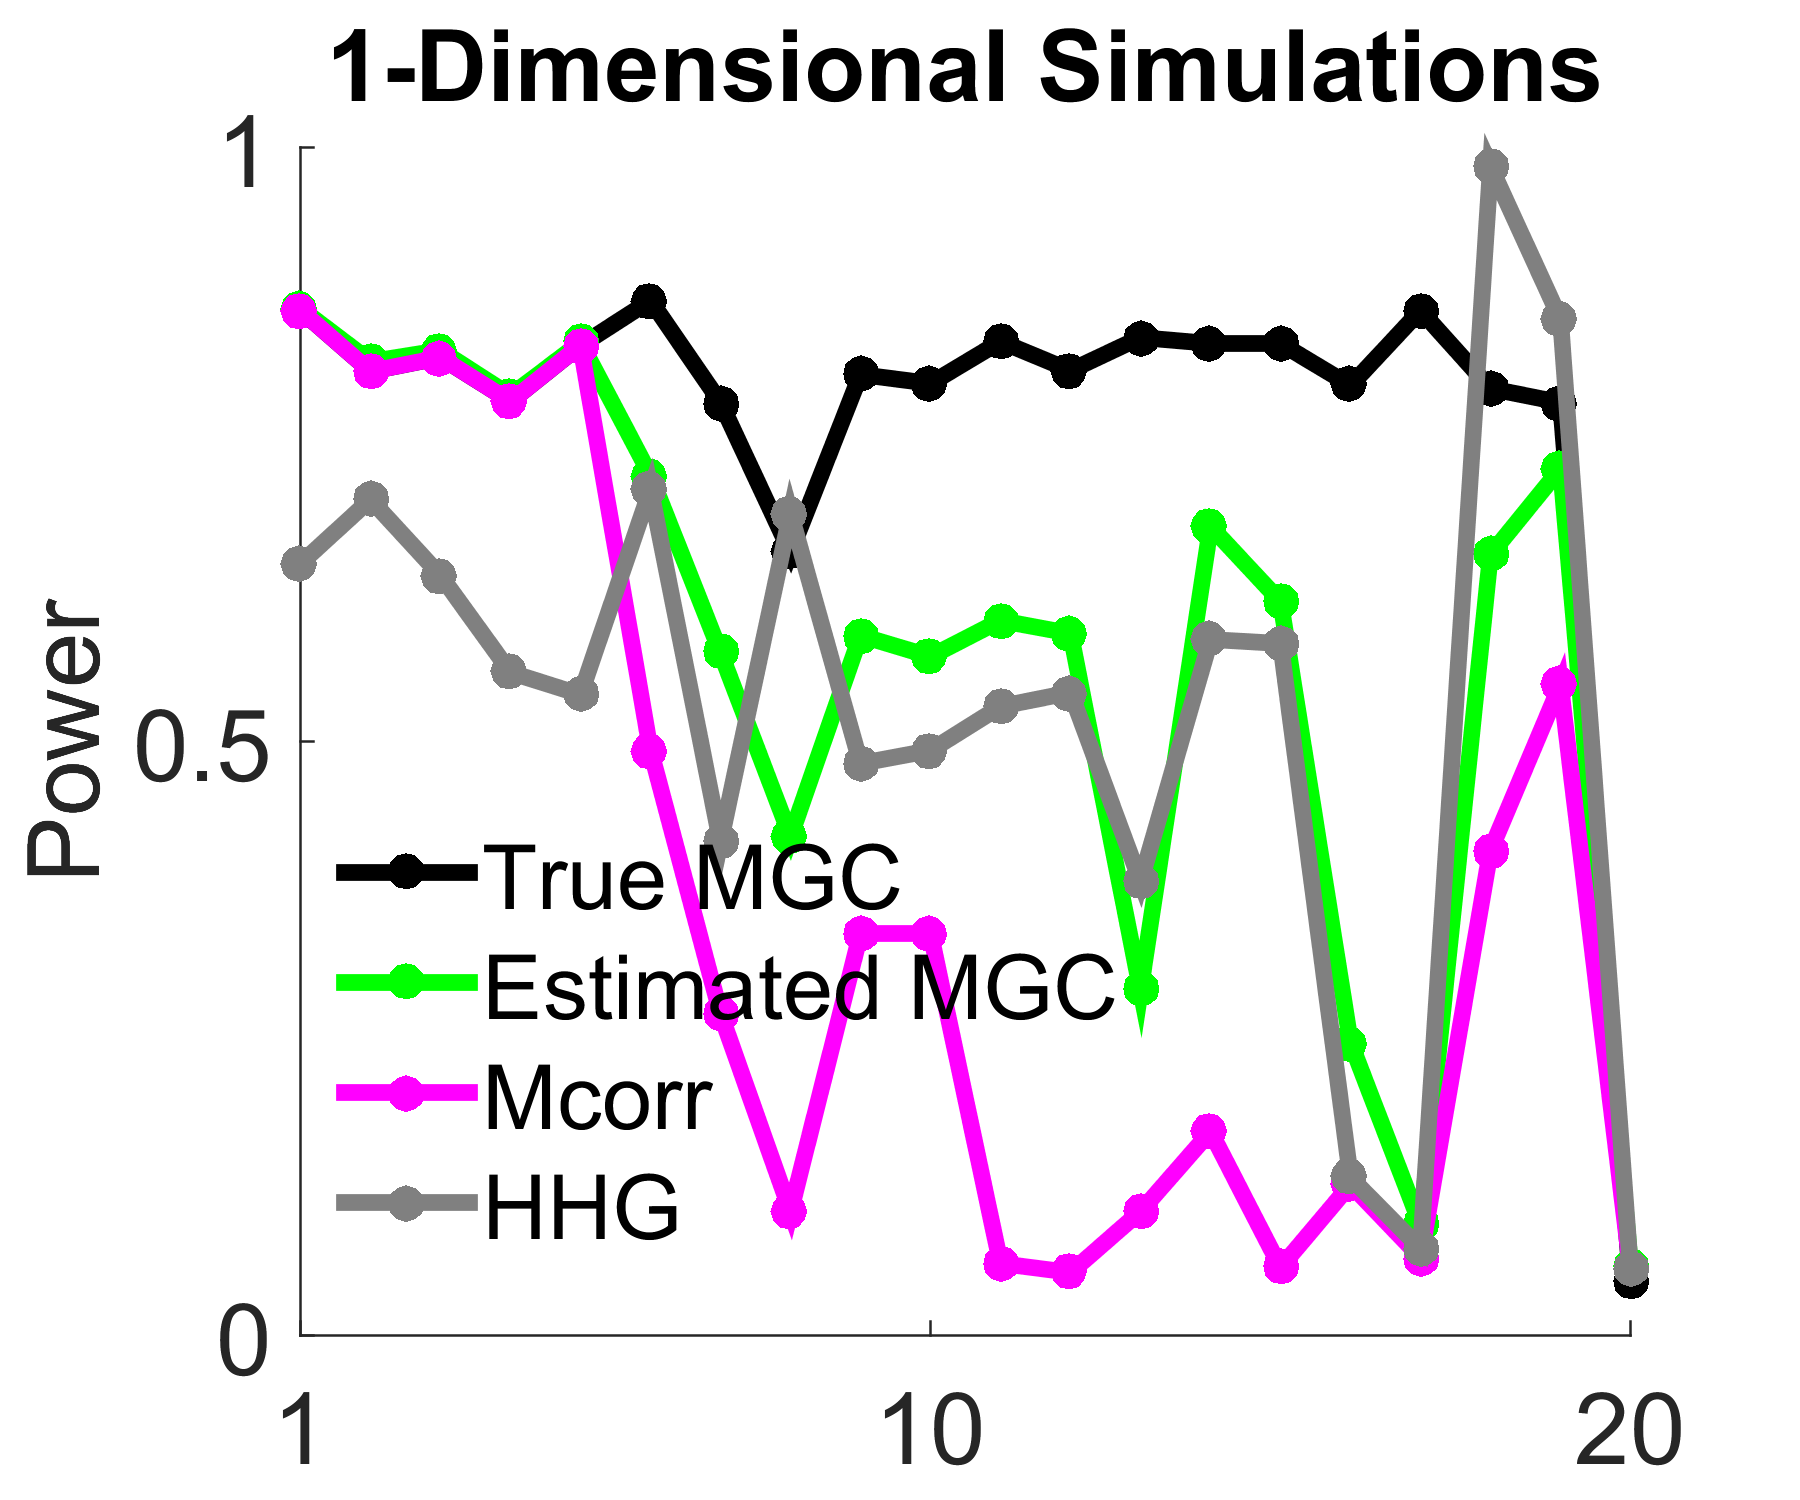 1-Dimensional Simulations
1
0.5
0
Power
True MGC
Estimated MGC
Mcorr
HHG
1
10
20